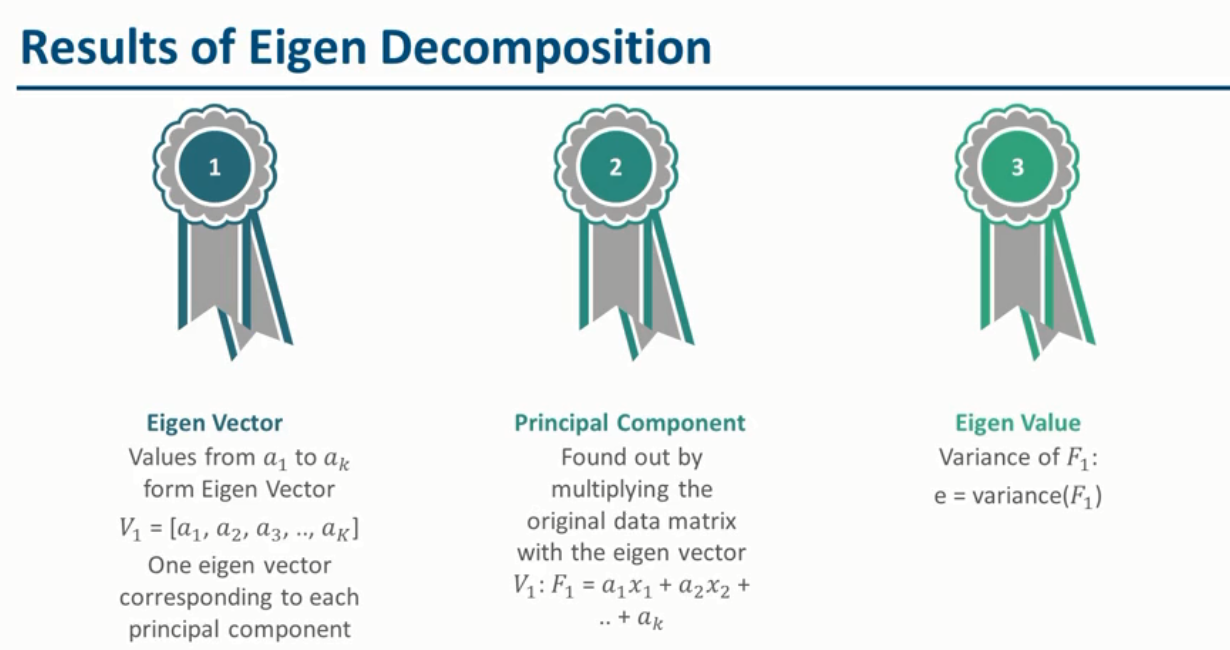 Results of Eigen Decomposition
1
2
3
Eigen Vector
Values from a₁ to aₖ
form Eigen Vector
V₁ = [a₁, a₂, a₃, .., a_K]
One eigen vector
corresponding to each
principal component
Principal Component
Found out by
multiplying the
original data matrix
with the eigen vector
V₁: F₁ = a₁x₁ + a₂x₂ +
.. + aₖ
Eigen Value
Variance of F₁:
e = variance(F₁)